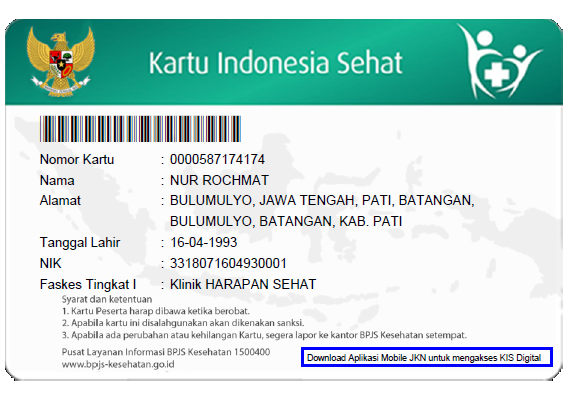 Kartu Indonesia Sehat
Nomor Kartu : 0000587174174
Nama : NUR ROCHMAT
Alamat : BULUMULYO, JAWA TENGAH, PATI, BATANGAN,
BULUMULYO, BATANGAN, KAB. PATI
Tanggal Lahir : 16-04-1993
NIK : 3318071604930001
Faskes Tingkat I : Klinik HARAPAN SEHAT
Syarat dan ketentuan
1. Kartu Peserta harap dibawa ketika berobat.
2. Apabila kartu ini disalahgunakan akan dikenakan sanksi.
3. Apabila ada perubahan atau kehilangan Kartu, segera lapor ke kantor BPJS Kesehatan setempat.
Pusat Layanan Informasi BPJS Kesehatan 1500400
www.bpjs-kesehatan.go.id
Download Aplikasi Mobile JKN untuk mengakses KIS Digital